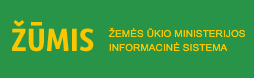 ŽŪMIS
ŽEMĖS ŪKIO MINISTERIJOS
INFORMACINĖ SISTEMA